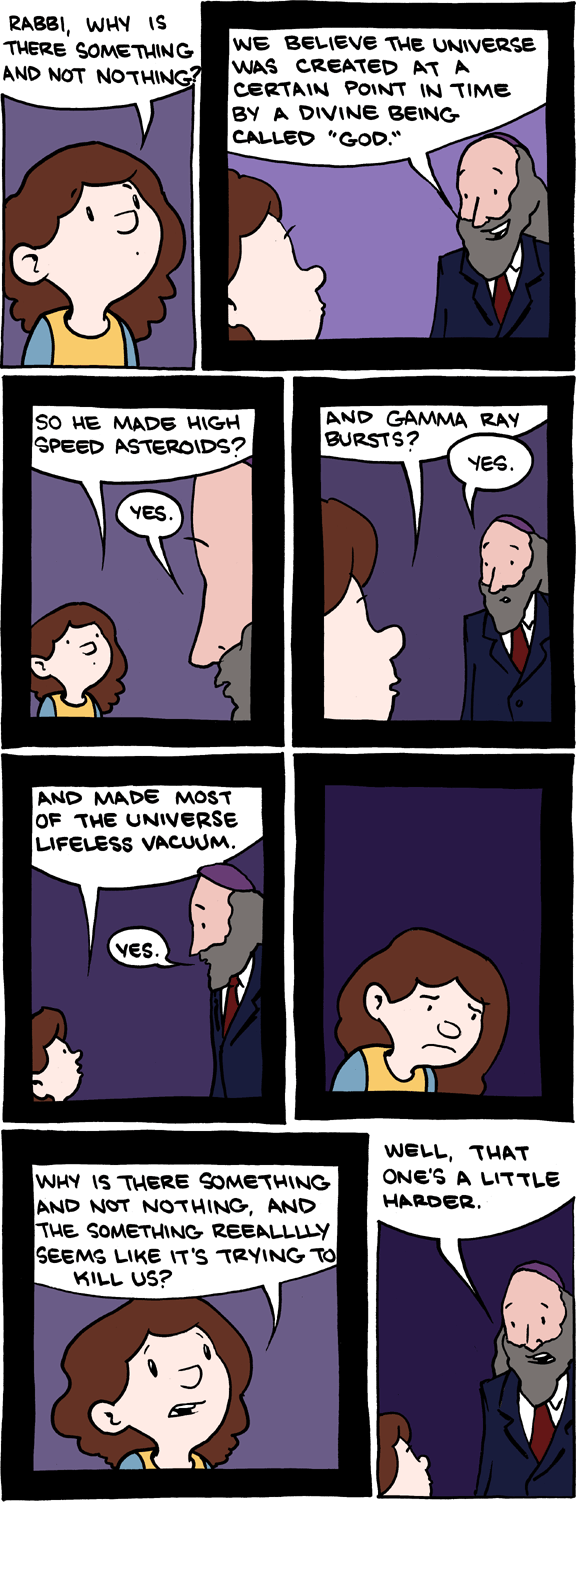 RABBI, WHY IS
THERE SOMETHING
AND NOT NOTHING?
WE BELIEVE THE UNIVERSE
WAS CREATED AT A
CERTAIN POINT IN TIME
BY A DIVINE BEING
CALLED "GOD."
SO HE MADE HIGH
SPEED ASTEROIDS?
YES.
AND GAMMA RAY
BURSTS?
YES.
AND MADE MOST
OF THE UNIVERSE
LIFELESS VACUUM.
YES.
WHY IS THERE SOMETHING
AND NOT NOTHING, AND
THE SOMETHING REEALLLLY
SEEMS LIKE IT'S TRYING TO
KILL US?
WELL, THAT
ONE'S A LITTLE
HARDER.